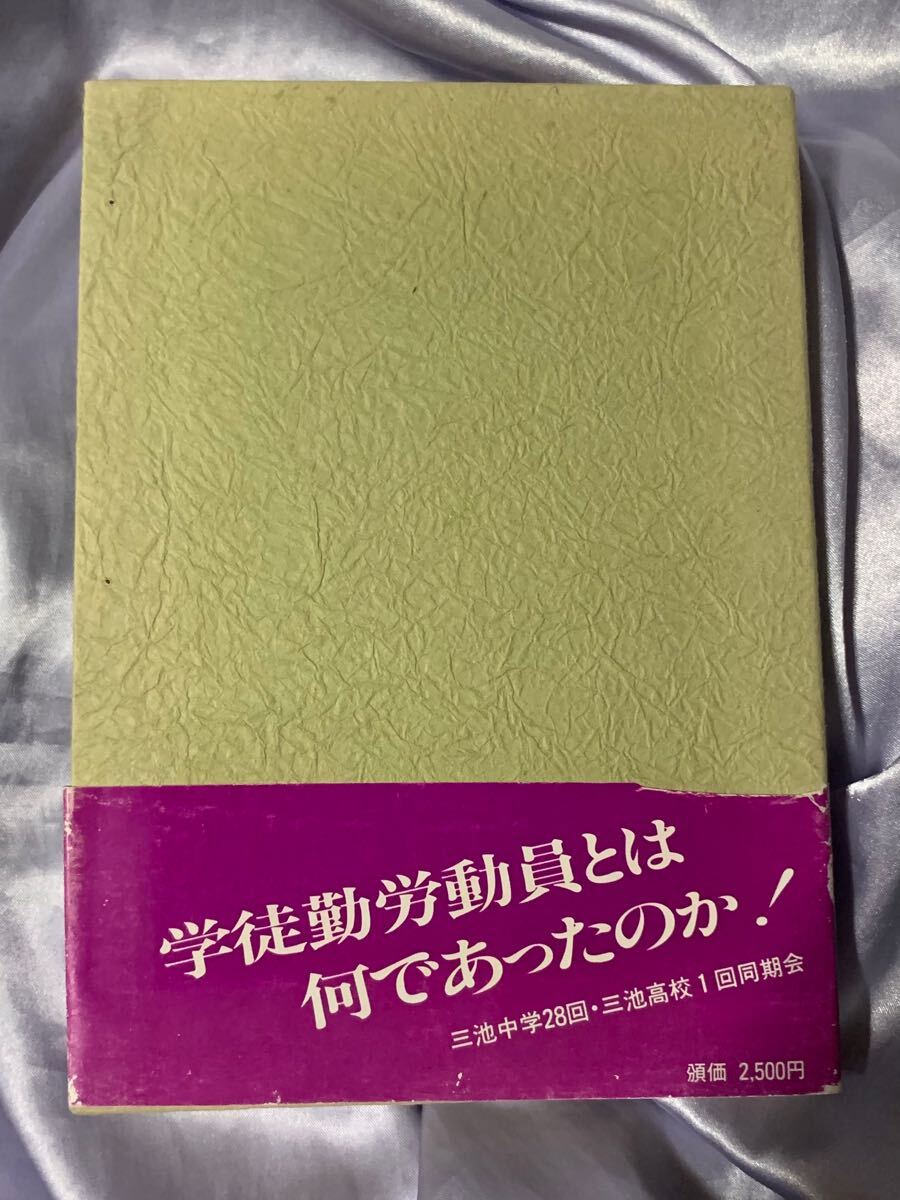 学徒勤労動員とは
何であったのか!
三池中学28回・三池高校1回同期会
頒価 2,500円